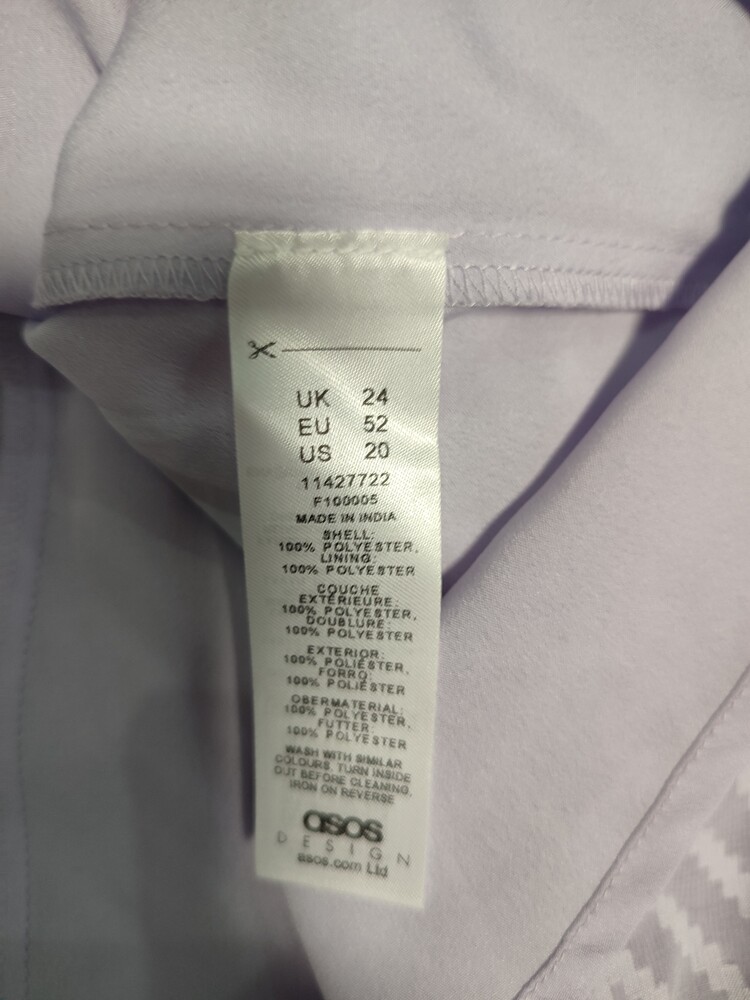 UK 24
EU 52
US 20
11427722
F100005
MADE IN INDIA
SHELL:
100% POLYESTER,
LINING:
100% POLYESTER
COUCHE
EXTÉRIEURE:
100% POLYESTER,
DOUBLURE:
100% POLYESTER
EXTERIOR:
100% POLIÉSTER,
FORRO:
100% POLIÉSTER
OBERMATERIAL:
100% POLYESTER,
FUTTER:
100% POLYESTER
WASH WITH SIMILAR
COLOURS, TURN INSIDE
OUT BEFORE CLEANING,
IRON ON REVERSE
asos
DESIGN
asos.com Ltd